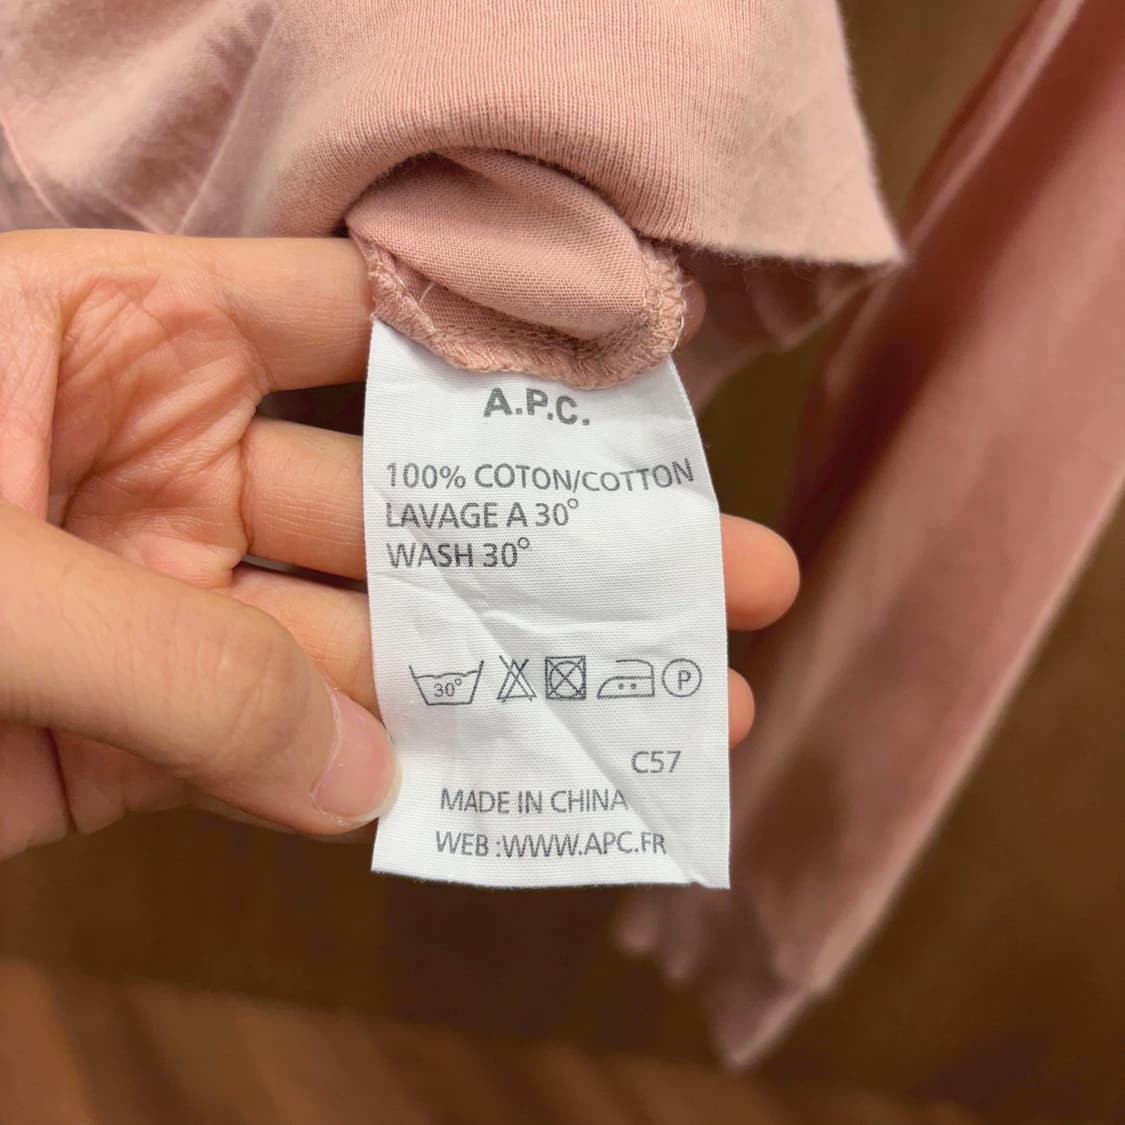 A.P.C.
100% COTON/COTTON
LAVAGE A 30°
WASH 30°
30° P
C57
MADE IN CHINA
WEB :WWW.APC.FR